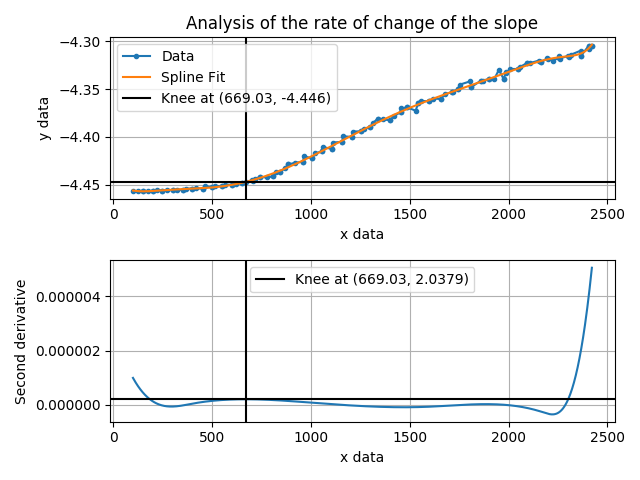 Analysis of the rate of change of the slope
−4.30
−4.35
−4.40
−4.45
y data
Data
Spline Fit
Knee at (669.03, -4.446)
0 500 1000 1500 2000 2500
x data
Second derivative
0.000004
0.000002
0.000000
Knee at (669.03, 2.0379)
0 500 1000 1500 2000 2500
x data